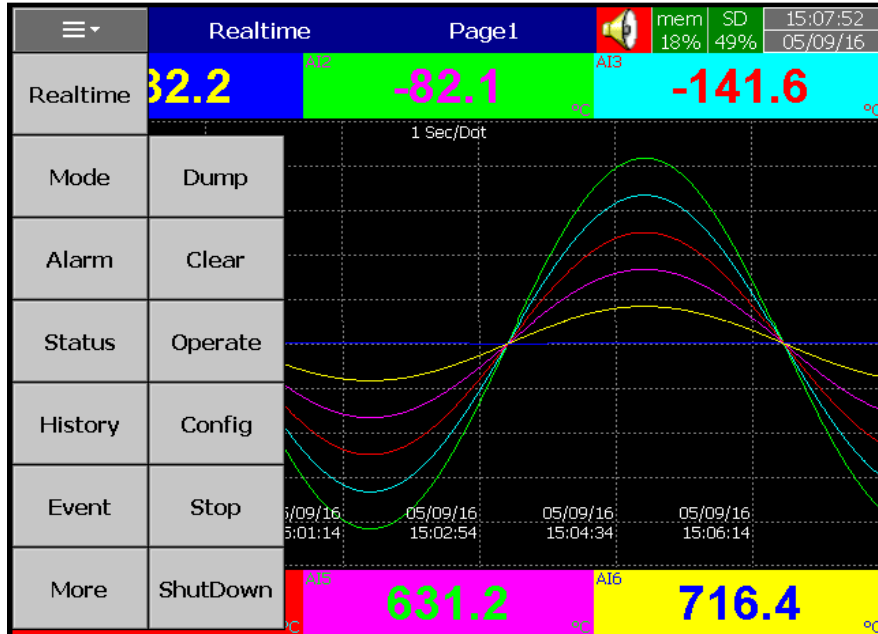 Realtime Page1 mem SD 15:07:52
18% 49% 05/09/16
Realtime
AI2 AI3
32.2 -82.1 -141.6
°C °C
1 Sec/Dot
Mode Dump
Alarm Clear
Status Operate
History Config
Event Stop
/09/16 05/09/16 05/09/16 05/09/16
5:01:14 15:02:54 15:04:34 15:06:14
More ShutDown
AI5 AI6
631.2 716.4
°C °C °C